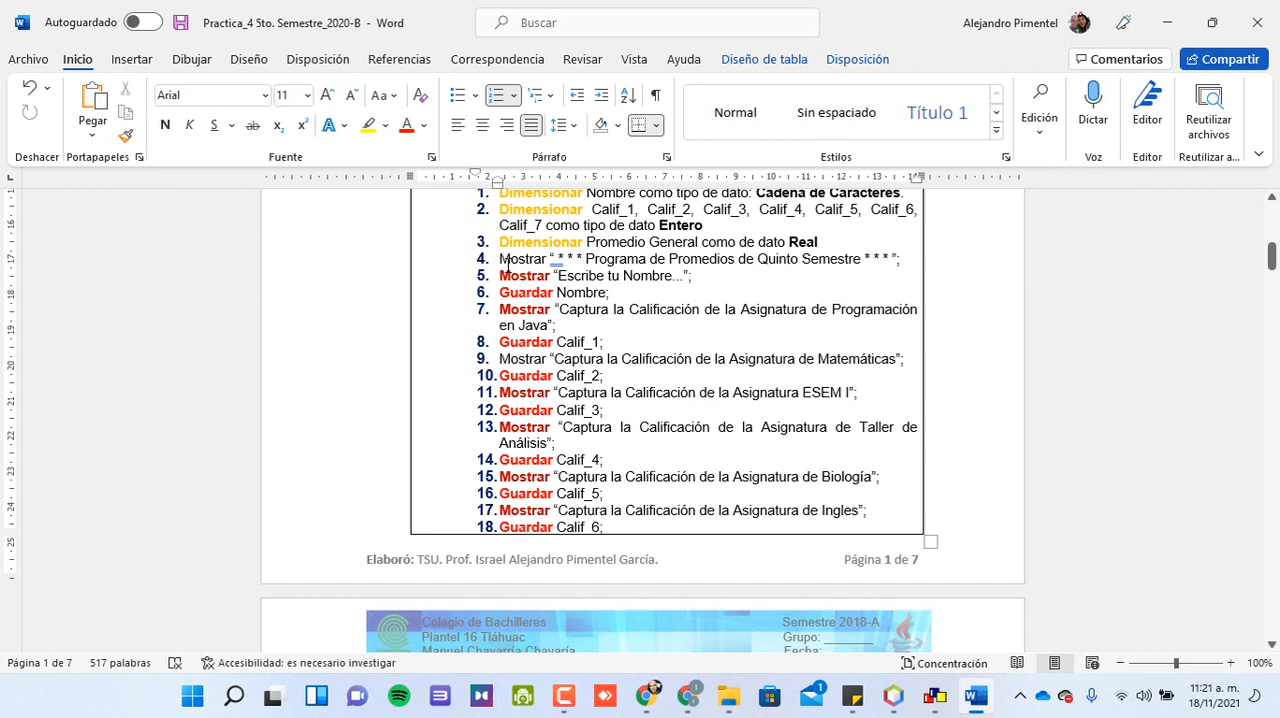 Autoguardado
Practica_4 5to. Semestre_2020-B - Word
Buscar
Alejandro Pimentel
Archivo Inicio Insertar Dibujar Diseño Disposición Referencias Correspondencia Revisar Vista Ayuda Diseño de tabla Disposición
Comentarios
Compartir
Pegar
Arial
11
Aa
N K S ab x₂ x² A A
Normal
Sin espaciado
Título 1
Edición
Dictar
Editor
Reutilizar
archivos
Deshacer Portapapeles Fuente Párrafo Estilos Voz Editor Reutilizar a...
1. Dimensionar Nombre como tipo de dato: Cadena de Caracteres.
2. Dimensionar Calif_1, Calif_2, Calif_3, Calif_4, Calif_5, Calif_6,
Calif_7 como tipo de dato Entero
3. Dimensionar Promedio General como de dato Real
4. Mostrar “ * * * Programa de Promedios de Quinto Semestre * * * ”;
5. Mostrar “Escribe tu Nombre...”;
6. Guardar Nombre;
7. Mostrar “Captura la Calificación de la Asignatura de Programación
en Java”;
8. Guardar Calif_1;
9. Mostrar “Captura la Calificación de la Asignatura de Matemáticas”;
10. Guardar Calif_2;
11. Mostrar “Captura la Calificación de la Asignatura ESEM I”;
12. Guardar Calif_3;
13. Mostrar “Captura la Calificación de la Asignatura de Taller de
Análisis”;
14. Guardar Calif_4;
15. Mostrar “Captura la Calificación de la Asignatura de Biología”;
16. Guardar Calif_5;
17. Mostrar “Captura la Calificación de la Asignatura de Ingles”;
18. Guardar Calif_6;
Elaboró: TSU. Prof. Israel Alejandro Pimentel García.
Página 1 de 7
Colegio de Bachilleres
Semestre 2018-A
Plantel 16 Tláhuac
Grupo: _______
Manuel Chavarría Chavarría
Fecha:
Página 1 de 7 517 palabras Accesibilidad: es necesario investigar
Concentración
100%
11:21 a. m.
18/11/2021